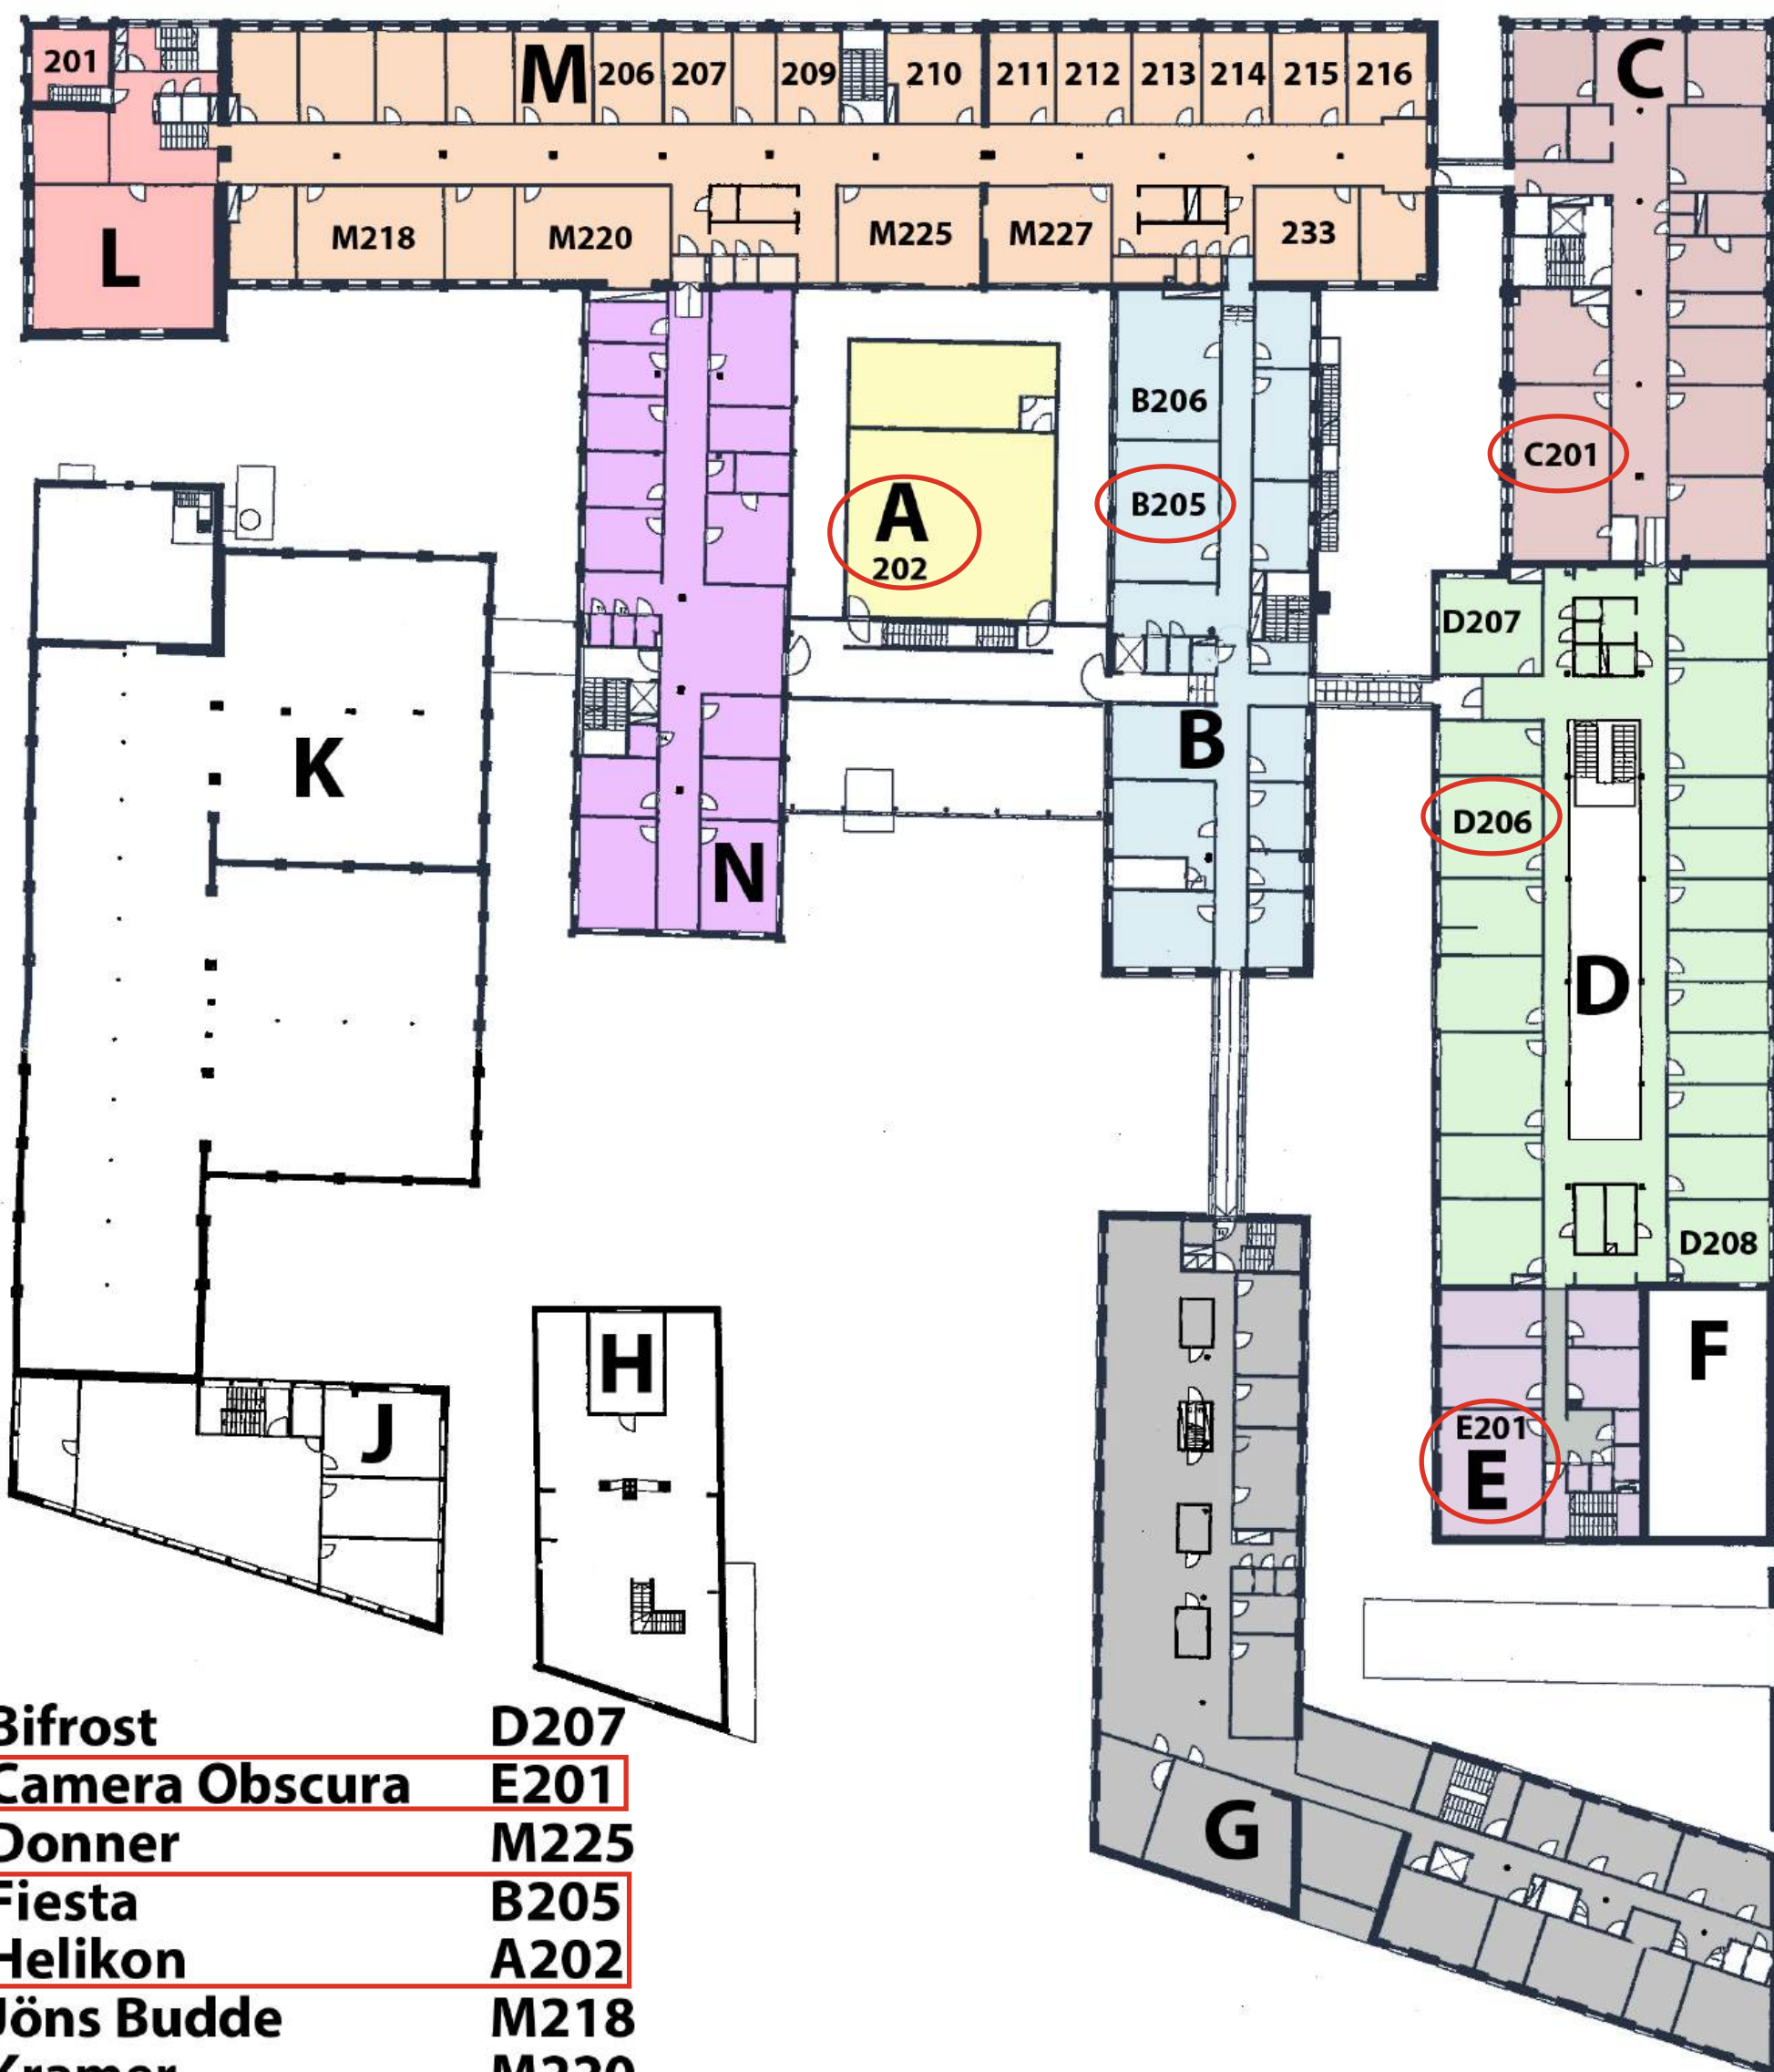 201
M
206 207 209 210 211 212 213 214 215 216
C
L
M218 M220 M225 M227 233
B206
C201
B205
A
202
D207
K
B
D206
N
D
D208
H
F
J
E201
E
G
Bifrost D207
Camera Obscura E201
Donner M225
Fiesta B205
Helikon A202
Jöns Budde M218
Kramer M220